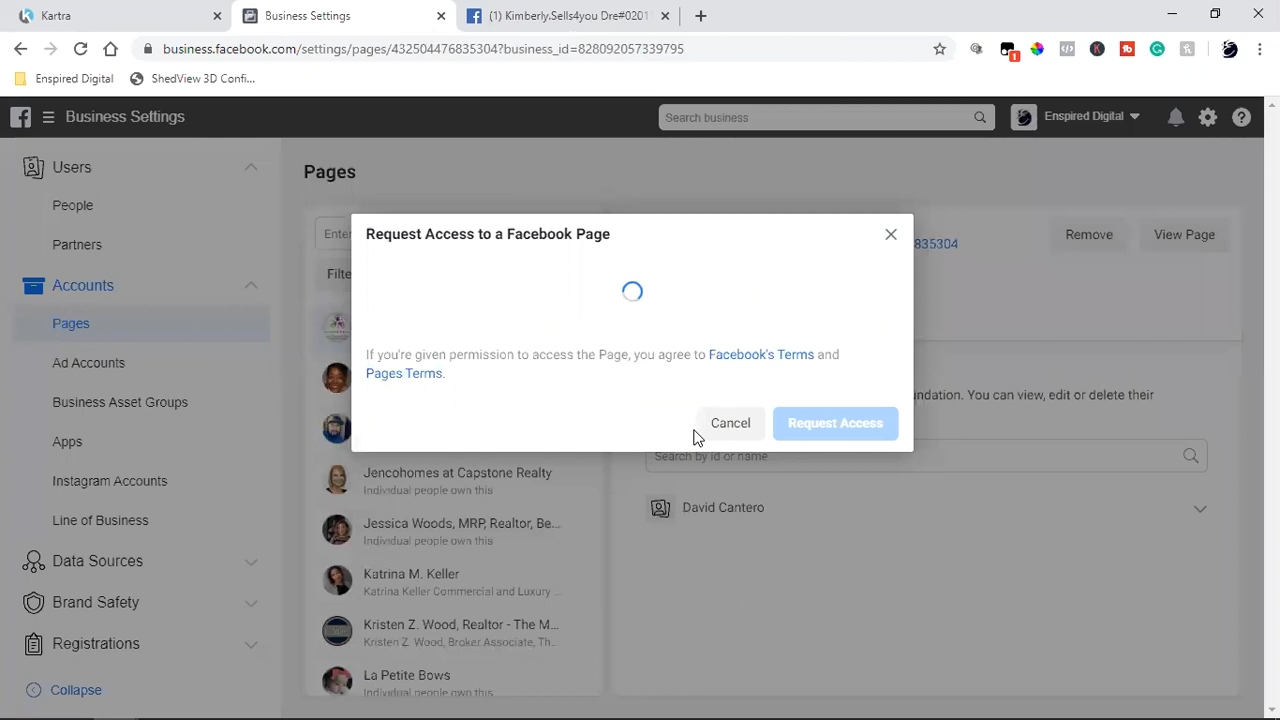 Kartra
Business Settings
(1) Kimberly.Sells4you Dre#0201
business.facebook.com/settings/pages/432504476835304?business_id=828092057339795
1
Enspired Digital
ShedView 3D Confi...
Business Settings
Search business
Enspired Digital
Users
People
Partners
Accounts
Pages
Ad Accounts
Business Asset Groups
Apps
Instagram Accounts
Line of Business
Data Sources
Brand Safety
Registrations
Collapse
Pages
Enter
Filte
835304
Remove
View Page
Request Access to a Facebook Page
If you're given permission to access the Page, you agree to Facebook's Terms and
Pages Terms.
Cancel
Request Access
ndation. You can view, edit or delete their
Search by id or name
David Cantero
Jencohomes at Capstone Realty
Individual people own this
Jessica Woods, MRP, Realtor, Be...
Individual people own this
Katrina M. Keller
Katrina Keller Commercial and Luxury ...
Kristen Z. Wood, Realtor - The M...
Kristen Z. Wood, Broker Associate, Th...
La Petite Bows
Individual people own this